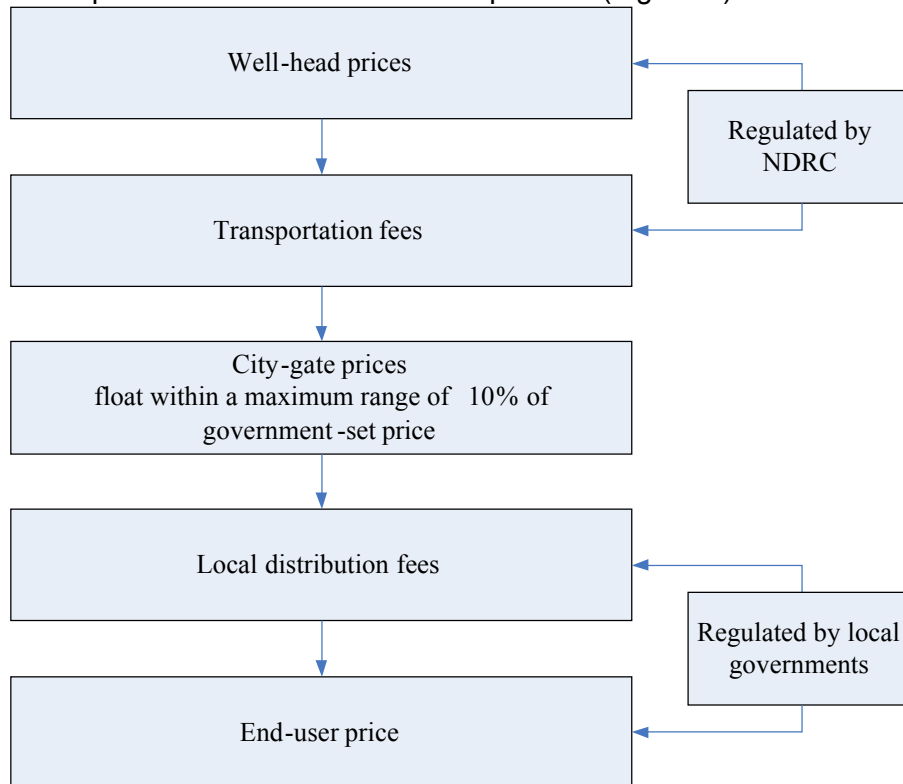 Well-head prices
Regulated by
NDRC
Transportation fees
City-gate prices
float within a maximum range of 10% of
government-set price
Local distribution fees
Regulated by local
governments
End-user price